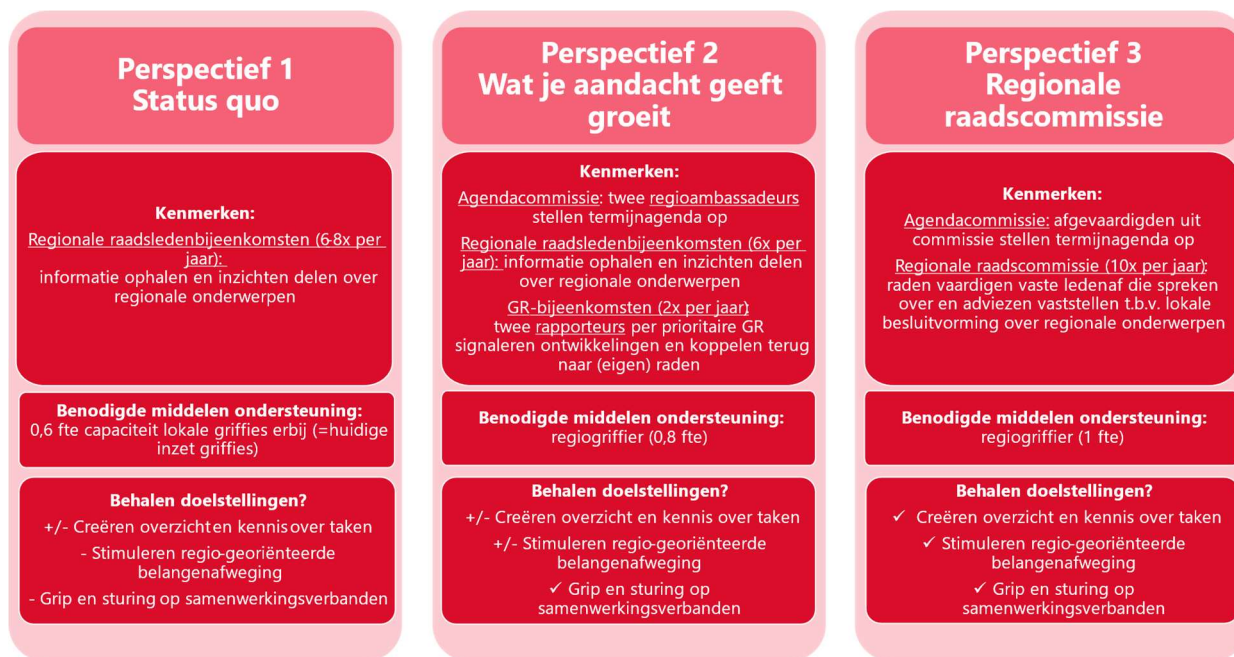 Perspectief 1
Status quo
Kenmerken:
Regionale raadsledenbijeenkomsten (6-8x per
jaar):
informatie ophalen en inzichten delen over
regionale onderwerpen
Benodigde middelen ondersteuning:
0,6 fte capaciteit lokale griffies erbij (=huidige
inzet griffies)
Behalen doelstellingen?
+/- Creëren overzicht en kennis over taken
- Stimuleren regio-georiënteerde
belangenafweging
- Grip en sturing op samenwerkingsverbanden
Perspectief 2
Wat je aandacht geeft
groeit
Kenmerken:
Agendacommissie: twee regioambassadeurs
stellen termijnagenda op
Regionale raadsledenbijeenkomsten (6x per
jaar): informatie ophalen en inzichten delen
over regionale onderwerpen
GR-bijeenkomsten (2x per jaar)
twee rapporteurs per prioritaire GR
signaleren ontwikkelingen en koppelen terug
naar (eigen) raden
Benodigde middelen ondersteuning:
regiogriffier (0,8 fte)
Behalen doelstellingen?
+/- Creëren overzicht en kennis over taken
+/- Stimuleren regio-georiënteerde
belangenafweging
✓ Grip en sturing op
samenwerkingsverbanden
Perspectief 3
Regionale
raadscommissie
Kenmerken:
Agendacommissie: afgevaardigden uit
commissie stellen termijnagenda op
Regionale raadscommissie (10x per jaar):
raden vaardigen vaste ledenaf die spreken
over en adviezen vaststellen t.b.v. lokale
besluitvorming over regionale onderwerpen
Benodigde middelen ondersteuning:
regiogriffier (1 fte)
Behalen doelstellingen?
✓ Creëren overzicht en kennis over taken
✓ Stimuleren regio-georiënteerde
belangenafweging
✓ Grip en sturing op
samenwerkingsverbanden